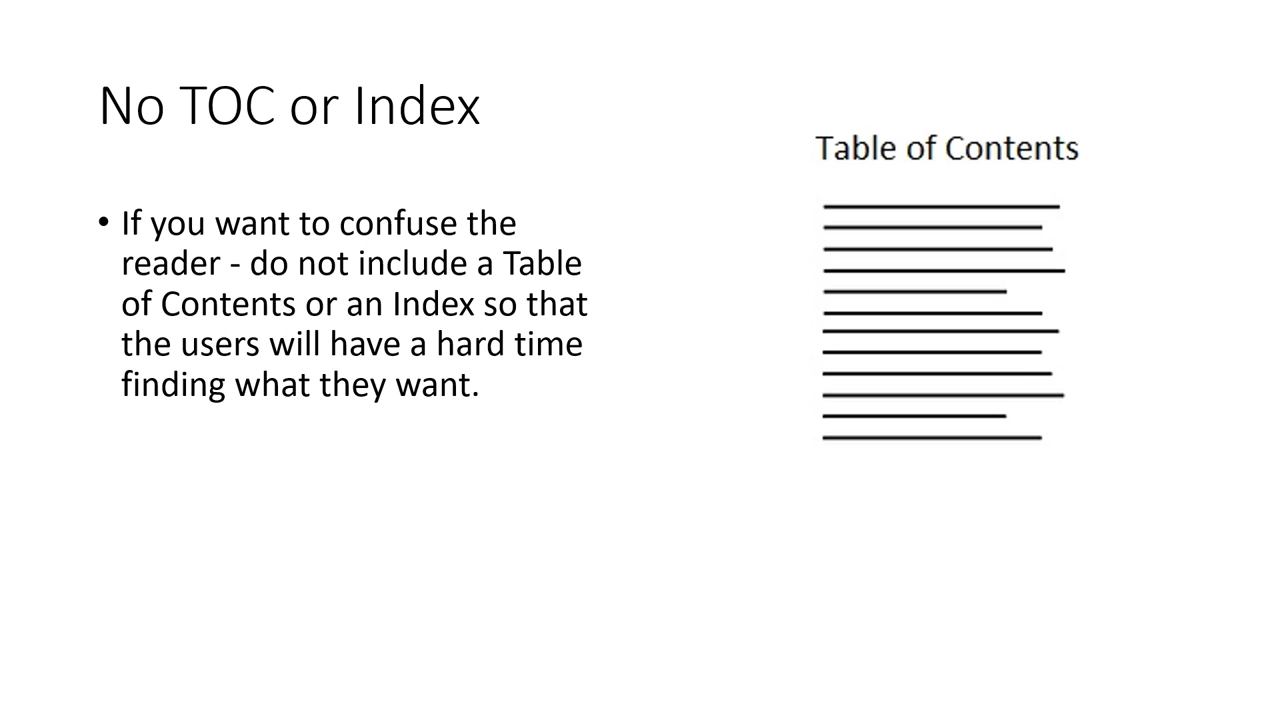 No TOC or Index
• If you want to confuse the
reader - do not include a Table
of Contents or an Index so that
the users will have a hard time
finding what they want.
Table of Contents